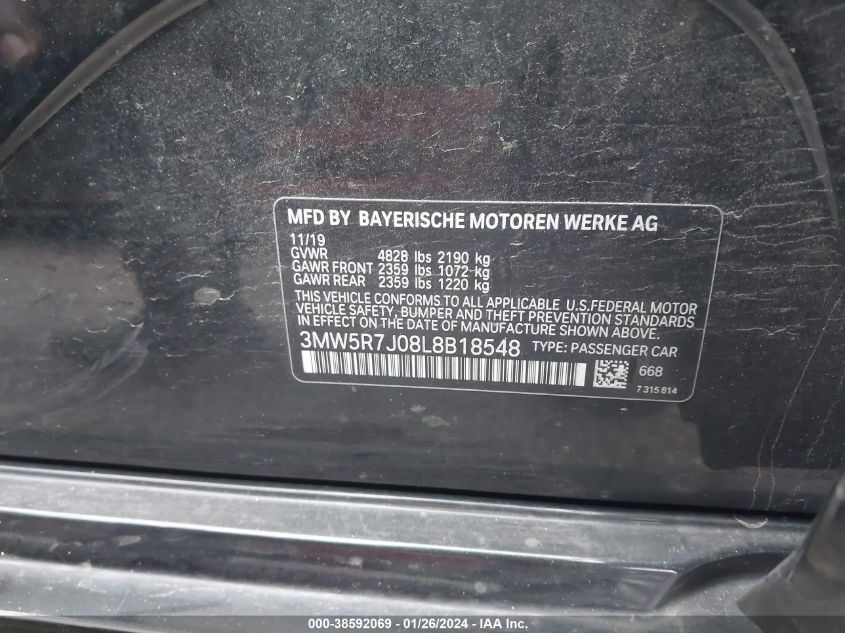 MFD BY BAYERISCHE MOTOREN WERKE AG
11/19
GVWR 4828 lbs 2190 kg
GAWR FRONT 2359 lbs 1072 kg
GAWR REAR 2359 lbs 1220 kg
THIS VEHICLE CONFORMS TO ALL APPLICABLE U.S.FEDERAL MOTOR
VEHICLE SAFETY, BUMPER AND THEFT PREVENTION STANDARDS
IN EFFECT ON THE DATE OF MANUFACTURE SHOWN ABOVE.
3MW5R7J08L8B18548 TYPE: PASSENGER CAR
668
7 315 814
000-38592069 - 01/26/2024 - IAA Inc.